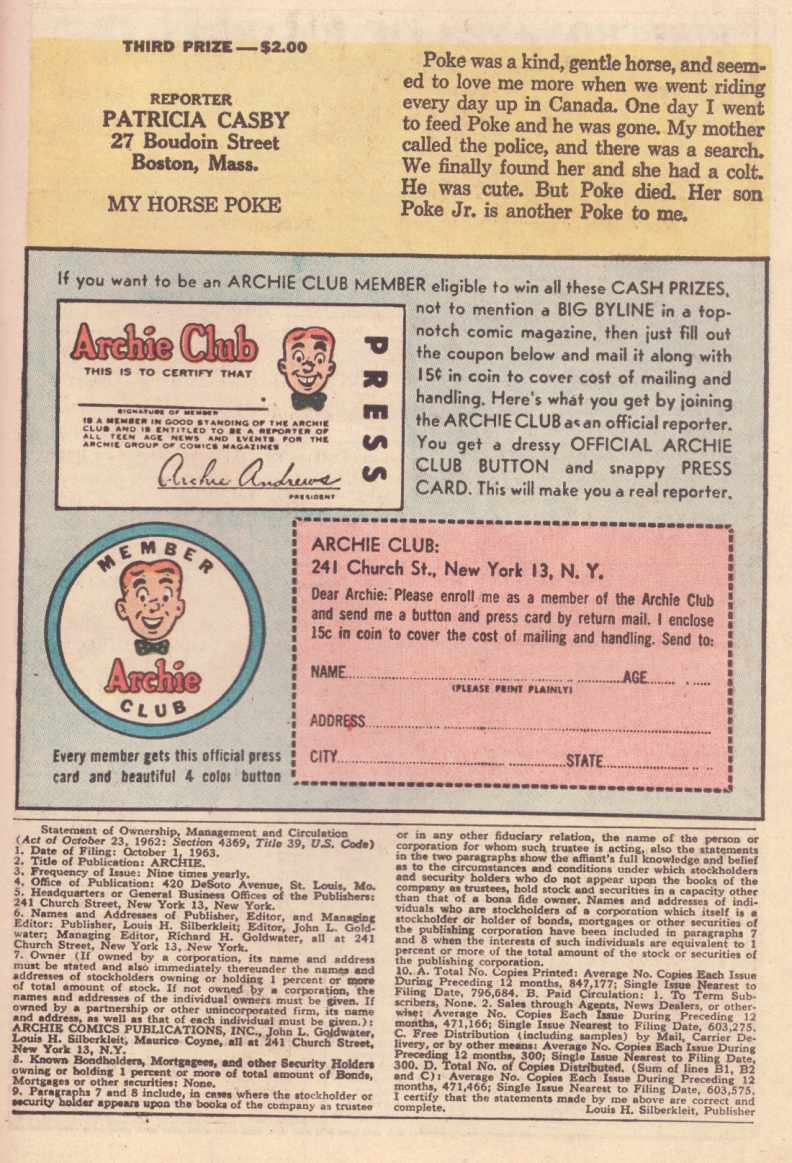 THIRD PRIZE — $2.00
REPORTER
PATRICIA CASBY
27 Boudoin Street
Boston, Mass.
MY HORSE POKE
Poke was a kind, gentle horse, and seem-
ed to love me more when we went riding
every day up in Canada. One day I went
to feed Poke and he was gone. My mother
called the police, and there was a search.
We finally found her and she had a colt.
He was cute. But Poke died. Her son
Poke Jr. is another Poke to me.
If you want to be an ARCHIE CLUB MEMBER eligible to win all these CASH PRIZES,
not to mention a BIG BYLINE in a top-
notch comic magazine, then just fill out
the coupon below and mail it along with
15¢ in coin to cover cost of mailing and
handling. Here's what you get by joining
the ARCHIE CLUB as an official reporter.
You get a dressy OFFICIAL ARCHIE
CLUB BUTTON and snappy PRESS
CARD. This will make you a real reporter.
Archie Club
THIS IS TO CERTIFY THAT
SIGNATURE OF MEMBER
IS A MEMBER IN GOOD STANDING OF THE ARCHIE
CLUB AND IS ENTITLED TO BE A REPORTER OF
ALL TEEN AGE NEWS AND EVENTS FOR THE
ARCHIE GROUP OF COMICS MAGAZINES
Archie Andrews
PRESIDENT
PRESS
MEMBER
Archie
CLUB
Every member gets this official press
card and beautiful 4 color button
ARCHIE CLUB:
241 Church St., New York 13, N. Y.
Dear Archie: Please enroll me as a member of the Archie Club
and send me a button and press card by return mail. I enclose
15c in coin to cover the cost of mailing and handling. Send to:
NAME AGE
(PLEASE PRINT PLAINLY)
ADDRESS
CITY STATE
Statement of Ownership, Management and Circulation
(Act of October 23, 1962: Section 4369, Title 39, U.S. Code)
1. Date of Filing: October 1, 1963.
2. Title of Publication: ARCHIE.
3. Frequency of Issue: Nine times yearly.
4. Office of Publication: 420 DeSoto Avenue, St. Louis, Mo.
5. Headquarters or General Business Offices of the Publishers:
241 Church Street, New York 13, New York.
6. Names and Addresses of Publisher, Editor, and Managing
Editor: Publisher, Louis H. Silberkleit; Editor, John L. Gold-
water; Managing Editor, Richard H. Goldwater, all at 241
Church Street, New York 13, New York.
7. Owner (If owned by a corporation, its name and address
must be stated and also immediately thereunder the names and
addresses of stockholders owning or holding 1 percent or more
of total amount of stock. If not owned by a corporation, the
names and addresses of the individual owners must be given. If
owned by a partnership or other unincorporated firm, its name
and address, as well as that of each individual must be given.):
ARCHIE COMICS PUBLICATIONS, INC., John L. Goldwater,
Louis H. Silberkleit, Maurice Coyne, all at 241 Church Street,
New York 13, N.Y.
8. Known Bondholders, Mortgagees, and other Security Holders
owning or holding 1 percent or more of total amount of Bonds,
Mortgages or other securities: None.
9. Paragraphs 7 and 8 include, in cases where the stockholder or
security holder appears upon the books of the company as trustee
or in any other fiduciary relation, the name of the person or
corporation for whom such trustee is acting, also the statements
in the two paragraphs show the affiant's full knowledge and belief
as to the circumstances and conditions under which stockholders
and security holders who do not appear upon the books of the
company as trustees, hold stock and securities in a capacity other
than that of a bona fide owner. Names and addresses of indi-
viduals who are stockholders of a corporation which itself is a
stockholder or holder of bonds, mortgages or other securities of
the publishing corporation have been included in paragraphs 7
and 8 when the interests of such individuals are equivalent to 1
percent or more of the total amount of the stock or securities of
the publishing corporation.
10. A. Total No. Copies Printed: Average No. Copies Each Issue
During Preceding 12 months, 847,177; Single Issue Nearest to
Filing Date, 796,684. B. Paid Circulation: 1. To Term Sub-
scribers, None. 2. Sales through Agents, News Dealers, or other-
wise: Average No. Copies Each Issue During Preceding 12
months, 471,166; Single Issue Nearest to Filing Date, 603,275.
C. Free Distribution (including samples) by Mail, Carrier De-
livery, or by other means: Average No. Copies Each Issue During
Preceding 12 months, 300; Single Issue Nearest to Filing Date,
300. D. Total No. of Copies Distributed. (Sum of lines B1, B2
and C): Average No. Copies Each Issue During Preceding 12
months, 471,466; Single Issue Nearest to Filing Date, 603,575.
I certify that the statements made by me above are correct and
complete. Louis H. Silberkleit, Publisher